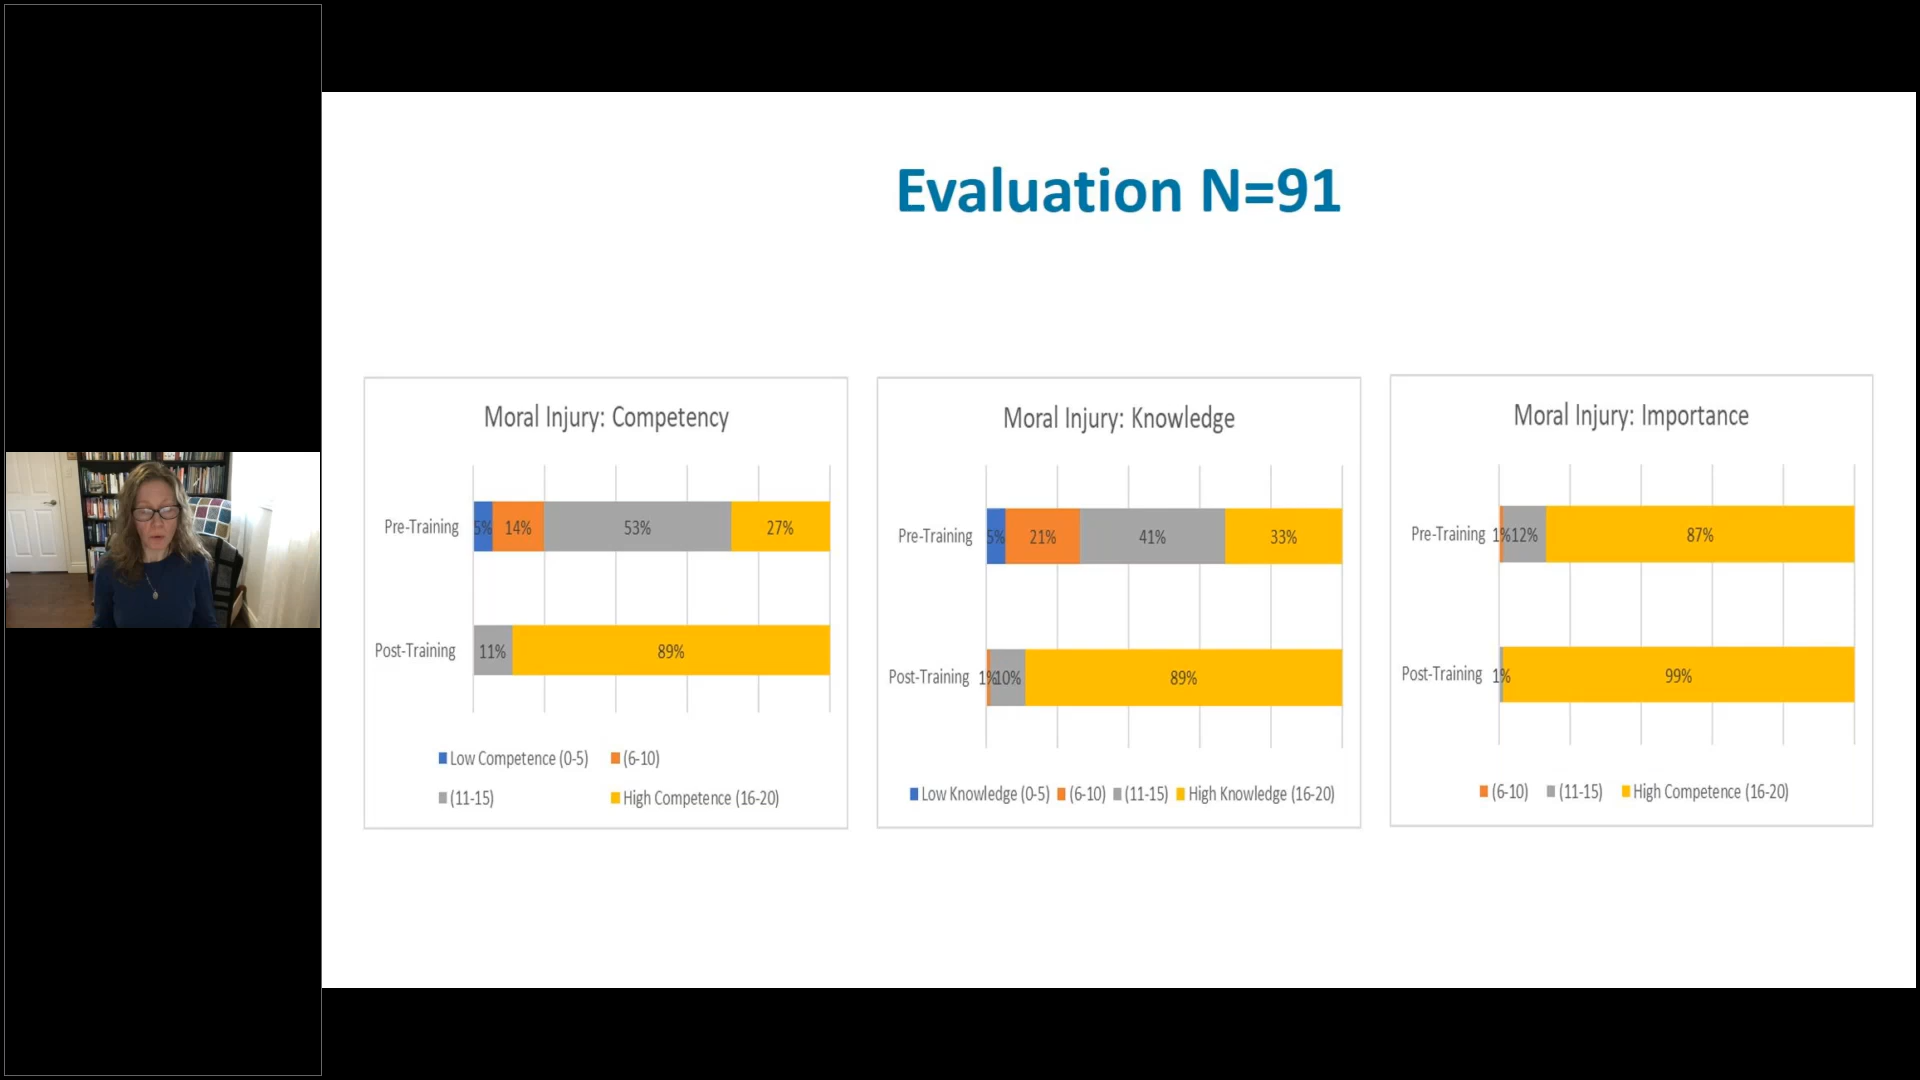 Evaluation N=91
Moral Injury: Competency
Pre-Training 5% 14% 53% 27%
Post-Training 11% 89%
Low Competence (0-5) (6-10)
(11-15) High Competence (16-20)
Moral Injury: Knowledge
Pre-Training 5% 21% 41% 33%
Post-Training 1% 10% 89%
Low Knowledge (0-5) (6-10) (11-15) High Knowledge (16-20)
Moral Injury: Importance
Pre-Training 1% 12% 87%
Post-Training 1% 99%
(6-10) (11-15) High Competence (16-20)